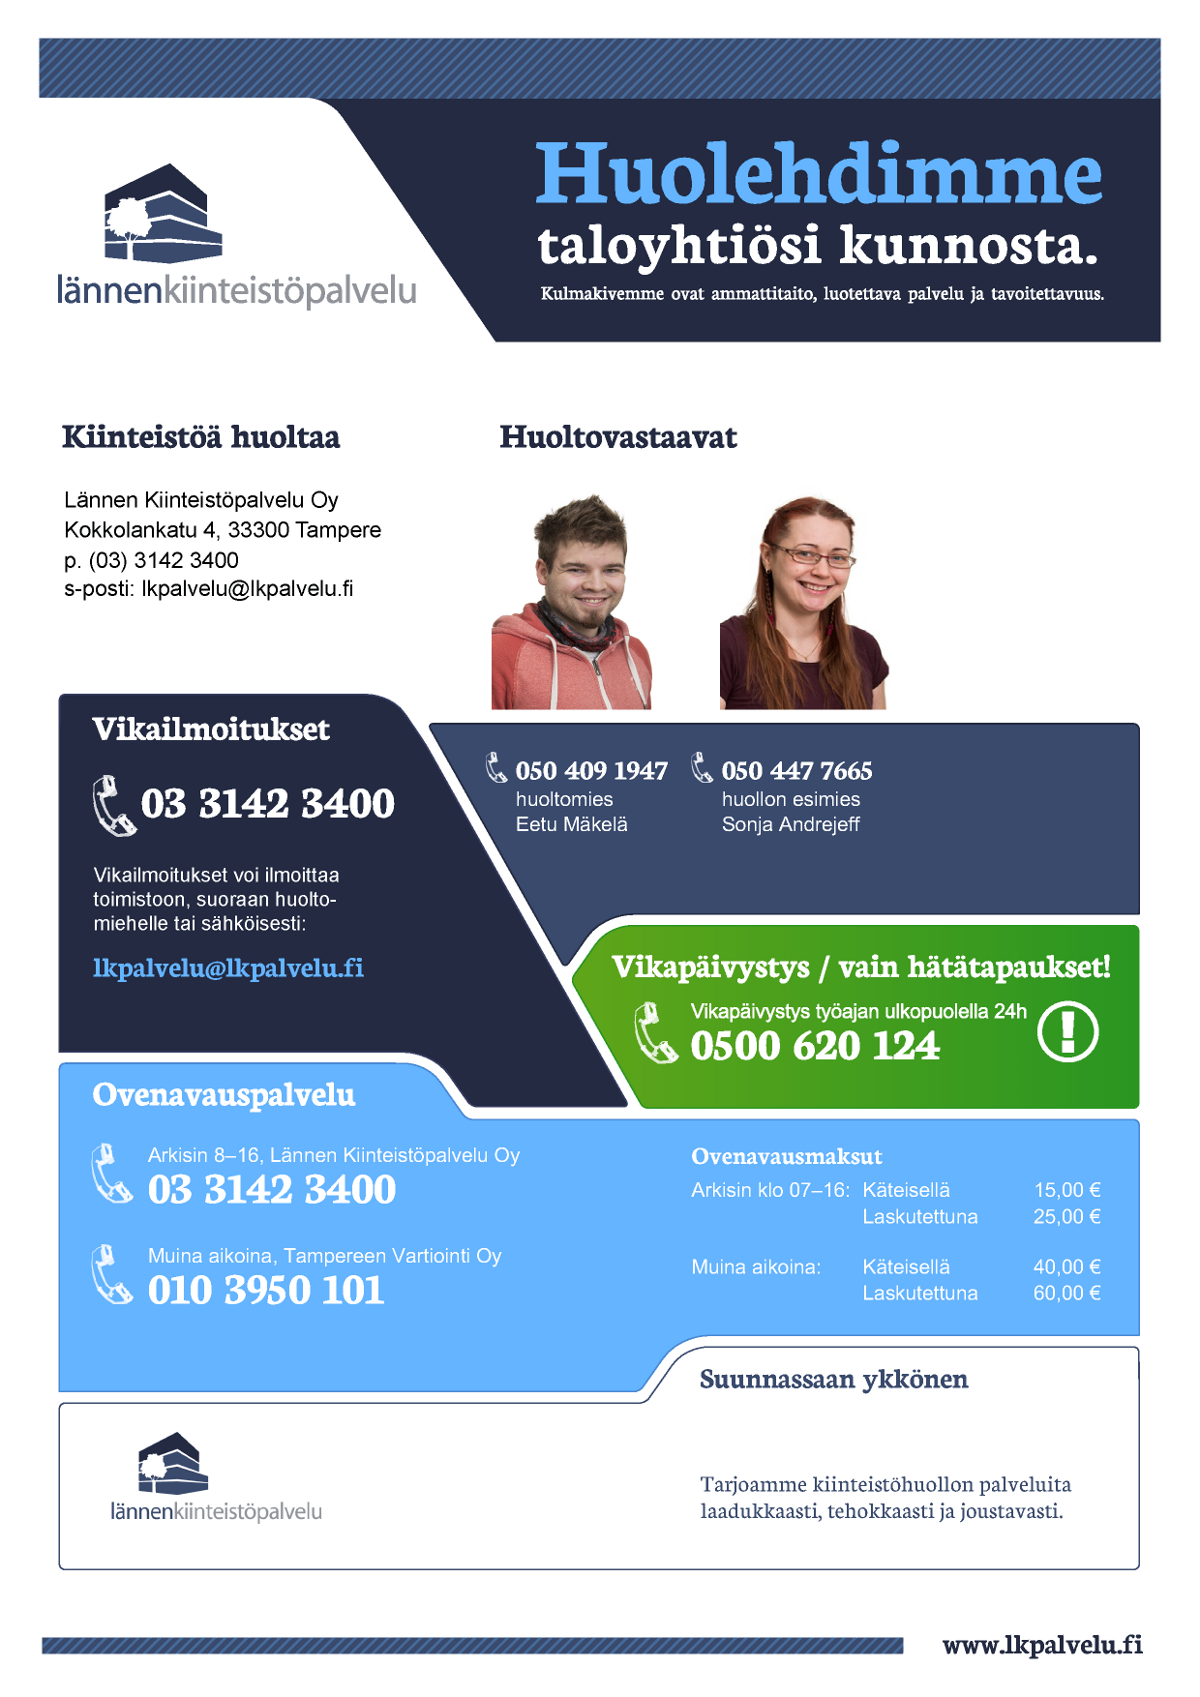 lännenkiinteistöpalvelu
Huolehdimme
taloyhtiösi kunnosta.
Kulmakivemme ovat ammattitaito, luotettava palvelu ja tavoitettavuus.
Kiinteistöä huoltaa
Lännen Kiinteistöpalvelu Oy
Kokkolankatu 4, 33300 Tampere
p. (03) 3142 3400
s-posti: lkpalvelu@lkpalvelu.fi
Huoltovastaavat
050 409 1947
huoltomies
Eetu Mäkelä
050 447 7665
huollon esimies
Sonja Andrejeff
Vikailmoitukset
03 3142 3400
Vikailmoitukset voi ilmoittaa
toimistoon, suoraan huolto-
miehelle tai sähköisesti:
lkpalvelu@lkpalvelu.fi
Vikapäivystys / vain hätätapaukset!
Vikapäivystys työajan ulkopuolella 24h
0500 620 124
Ovenavauspalvelu
Arkisin 8–16, Lännen Kiinteistöpalvelu Oy
03 3142 3400
Muina aikoina, Tampereen Vartiointi Oy
010 3950 101
Ovenavausmaksut
Arkisin klo 07–16: Käteisellä 15,00 €
Laskutettuna 25,00 €
Muina aikoina: Käteisellä 40,00 €
Laskutettuna 60,00 €
Suunnassaan ykkönen
lännenkiinteistöpalvelu
Tarjoamme kiinteistöhuollon palveluita
laadukkaasti, tehokkaasti ja joustavasti.
www.lkpalvelu.fi